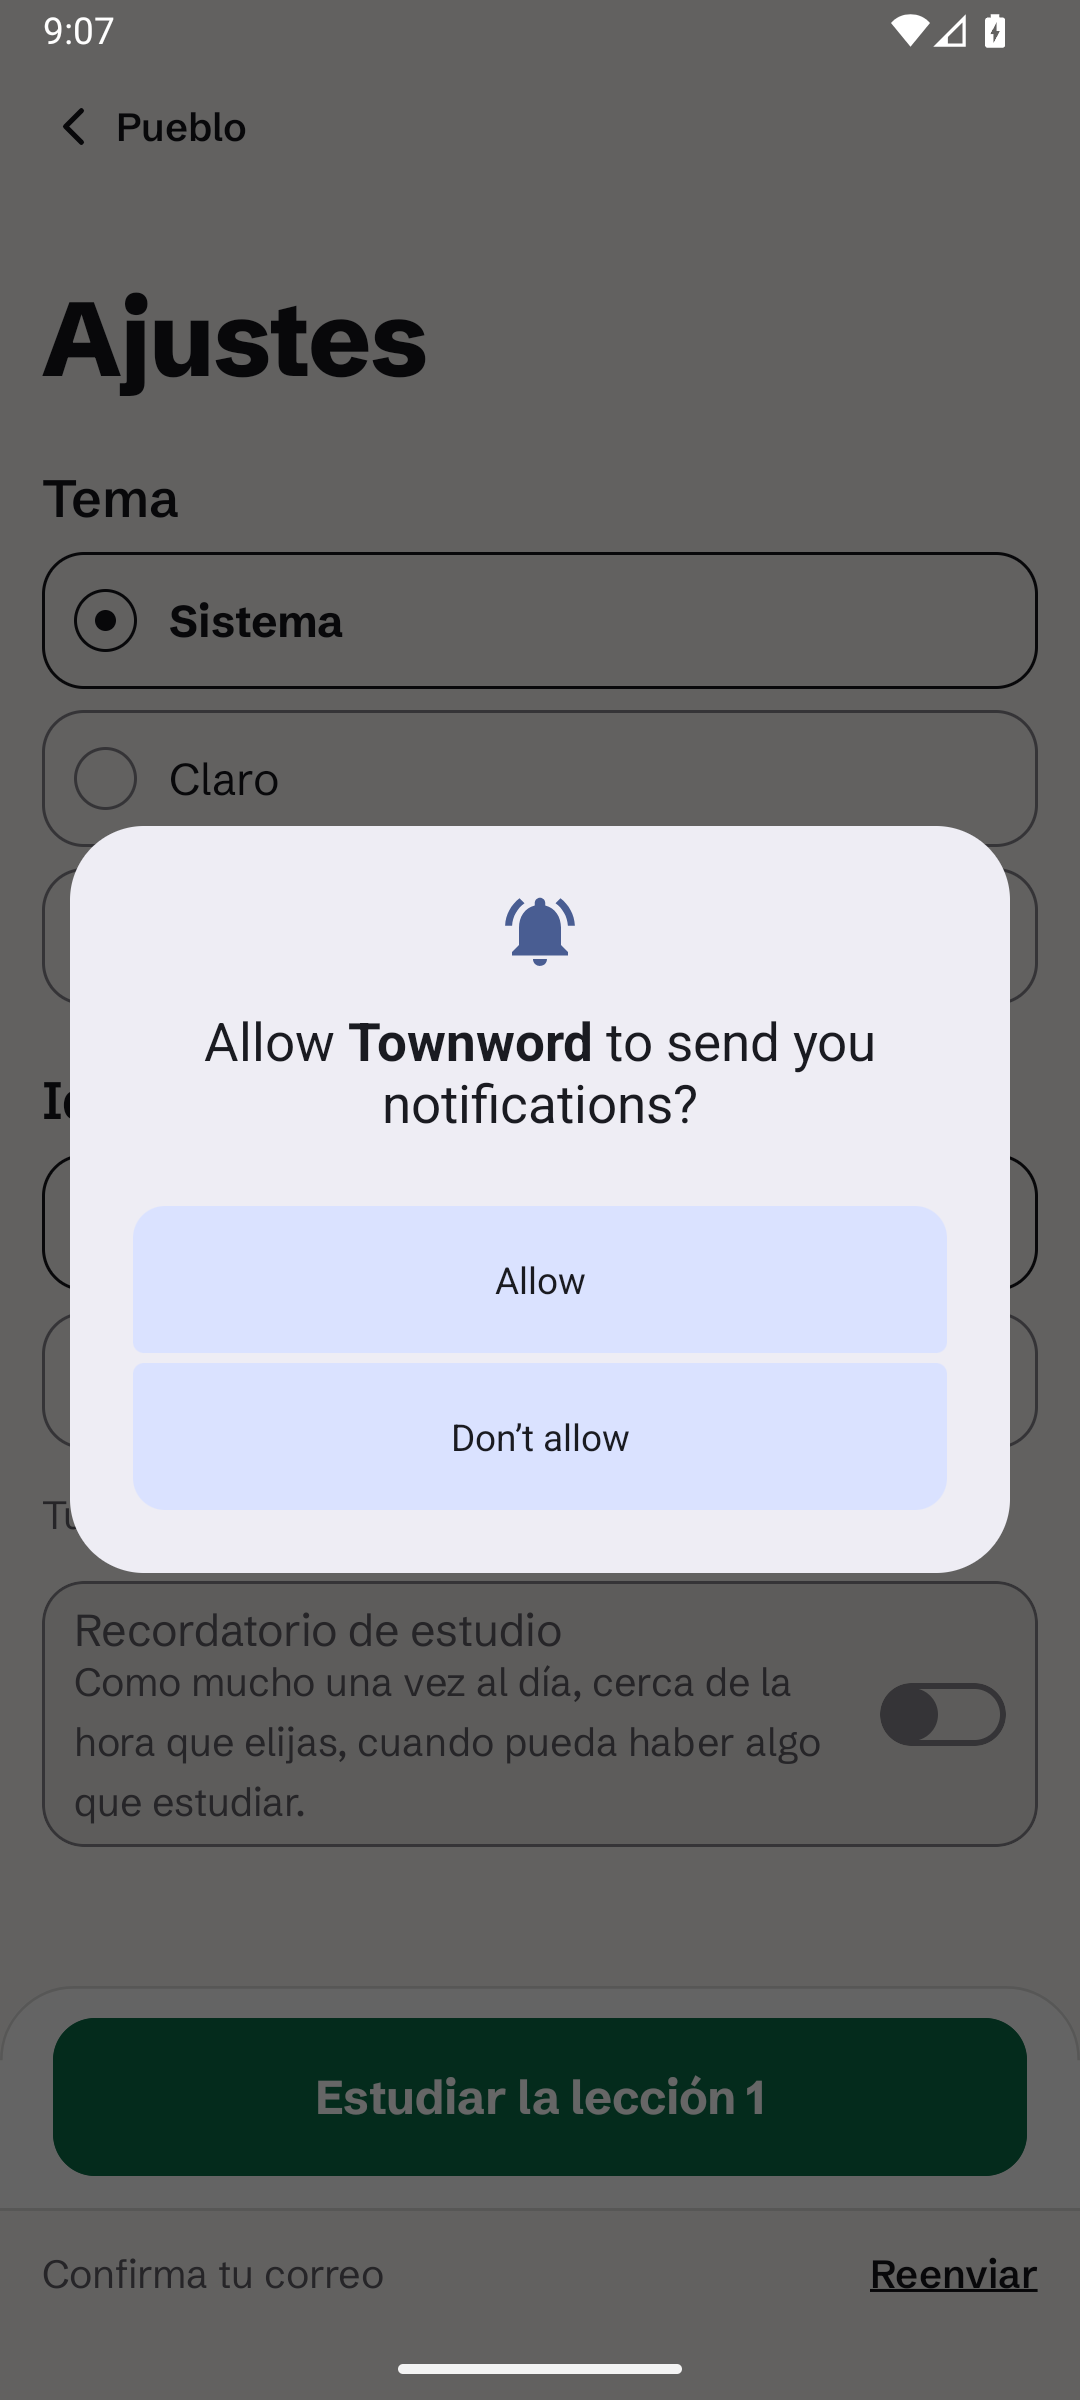 9:07
Pueblo
Ajustes
Tema
Sistema
Claro
Allow Townword to send you
notifications?
Allow
Don’t allow
Recordatorio de estudio
Como mucho una vez al día, cerca de la
hora que elijas, cuando pueda haber algo
que estudiar.
Estudiar la lección 1
Confirma tu correo
Reenviar